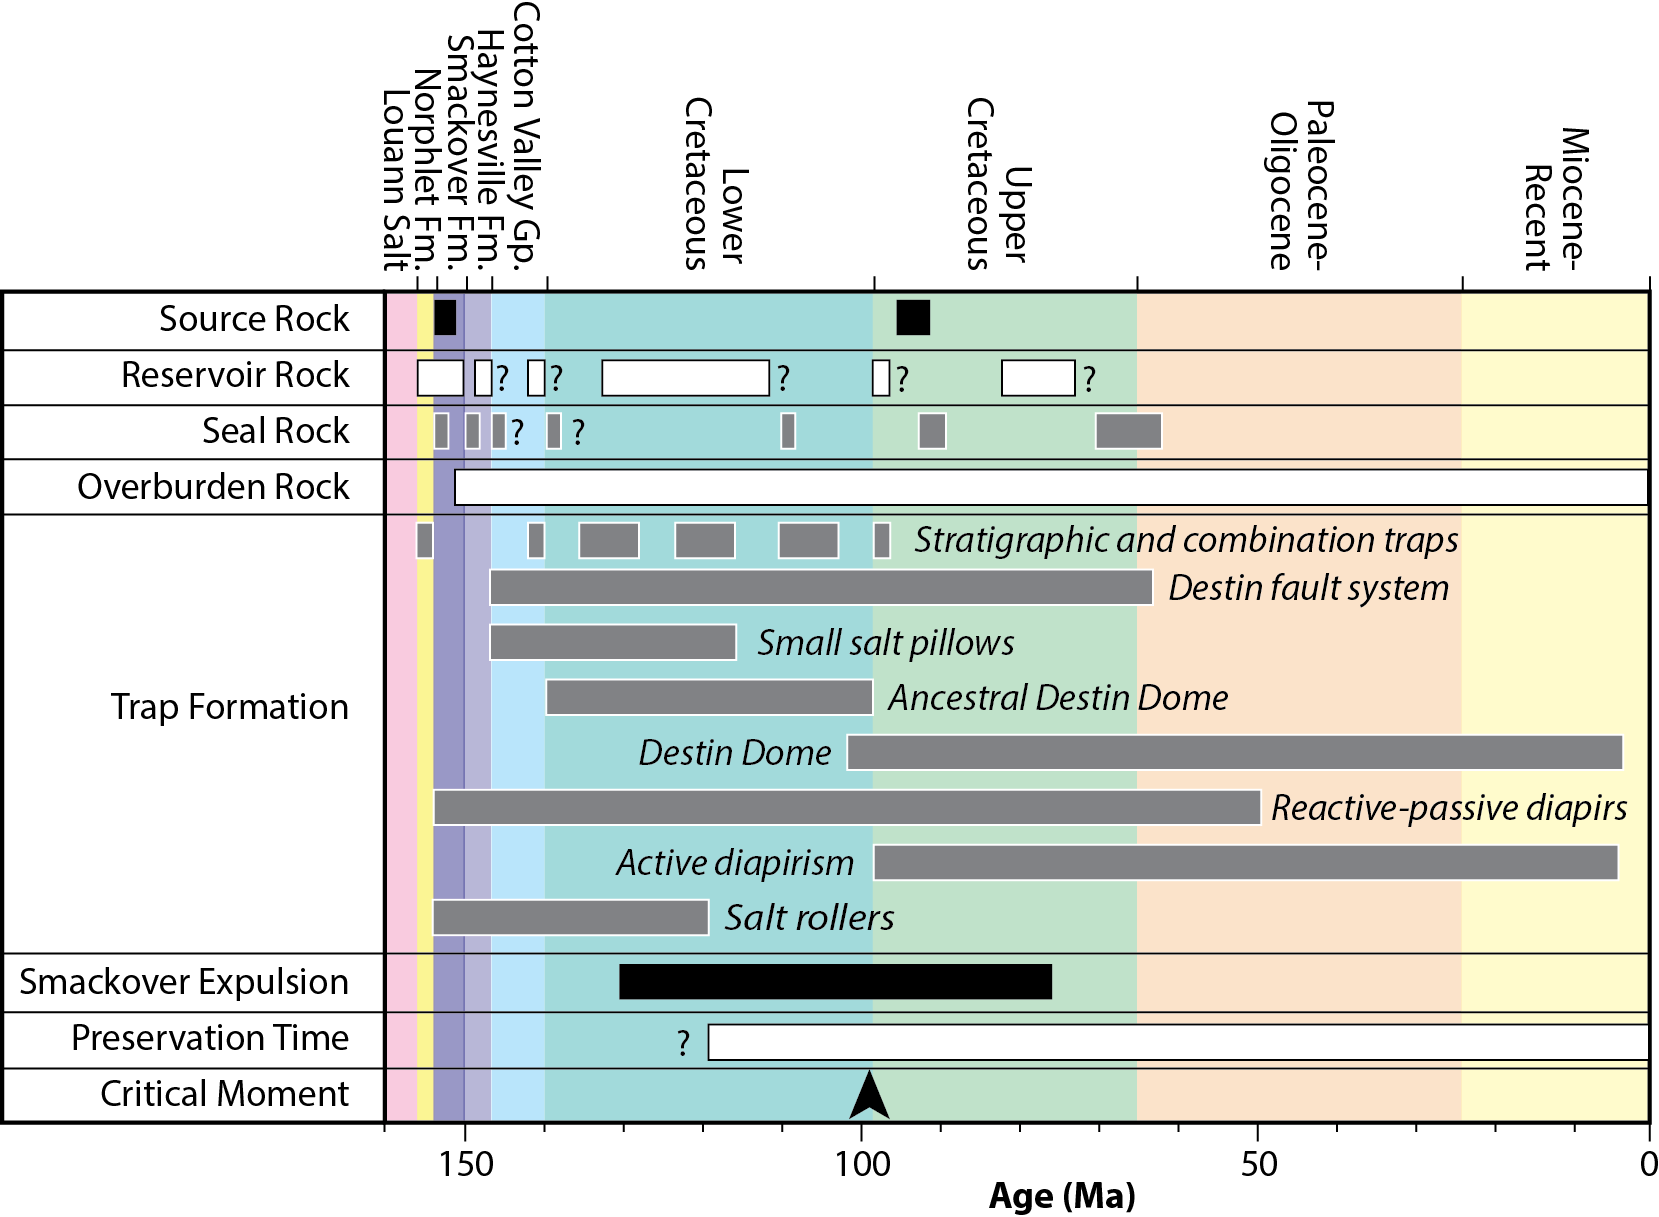 Louann Salt
Norphlet Fm.
Smackover Fm.
Haynesville Fm.
Cotton Valley Gp.
Lower
Cretaceous
Upper
Cretaceous
Paleocene-
Oligocene
Miocene-
Recent
Source Rock
Reservoir Rock
? ? ? ? ?
Seal Rock
? ?
Overburden Rock
Trap Formation
Stratigraphic and combination traps
Destin fault system
Small salt pillows
Ancestral Destin Dome
Destin Dome
Reactive-passive diapirs
Active diapirism
Salt rollers
Smackover Expulsion
Preservation Time
?
Critical Moment
150 100 50 0
Age (Ma)